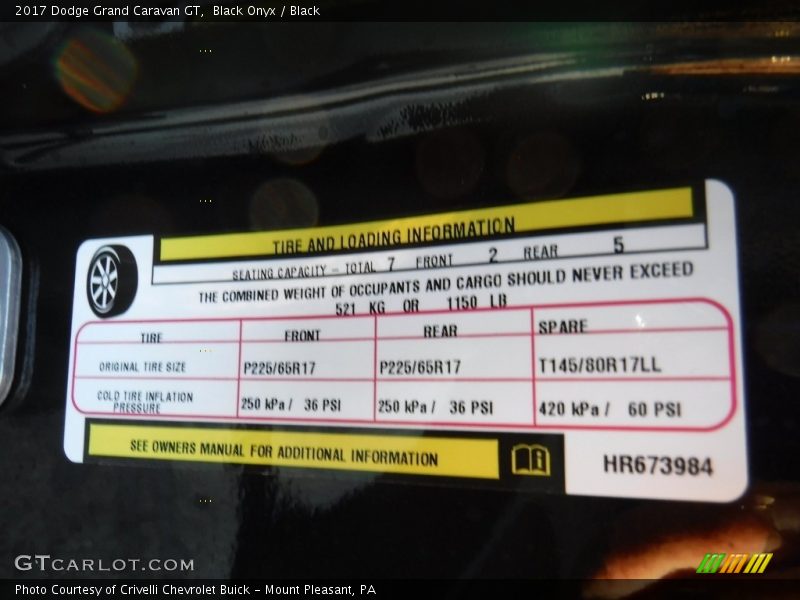 2017 Dodge Grand Caravan GT,  Black Onyx / Black
TIRE AND LOADING INFORMATION
SEATING CAPACITY - TOTAL 7 FRONT 2 REAR 5
THE COMBINED WEIGHT OF OCCUPANTS AND CARGO SHOULD NEVER EXCEED
521 KG OR 1150 LB
TIRE FRONT REAR SPARE
ORIGINAL TIRE SIZE P225/65R17 P225/65R17 T145/80R17LL
COLD TIRE INFLATION
PRESSURE 250 kPa / 36 PSI 250 kPa / 36 PSI 420 kPa / 60 PSI
SEE OWNERS MANUAL FOR ADDITIONAL INFORMATION
HR673984
GTCARLOT.COM
Photo Courtesy of Crivelli Chevrolet Buick - Mount Pleasant, PA